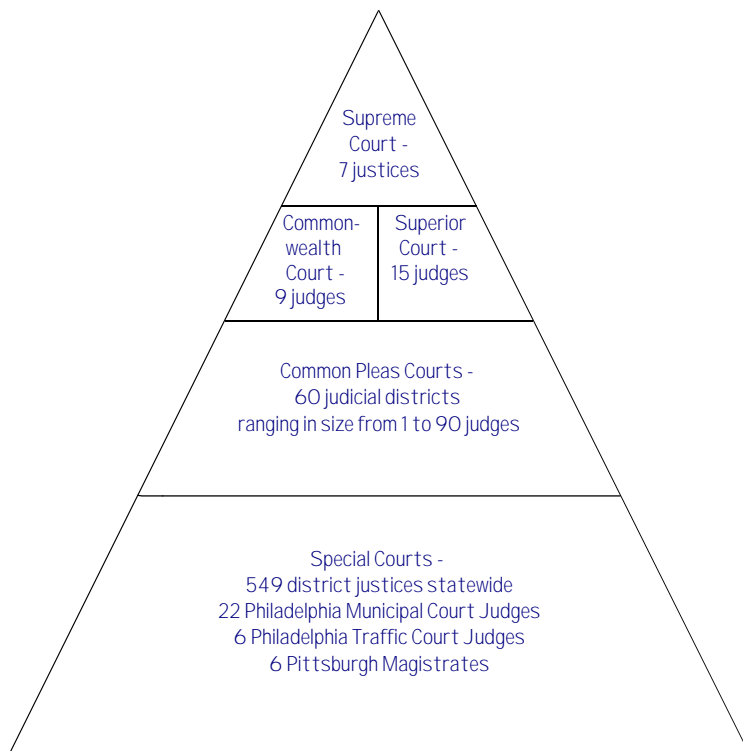 Supreme
Court -
7 justices
Common-
wealth
Court -
9 judges
Superior
Court -
15 judges
Common Pleas Courts -
60 judicial districts
ranging in size from 1 to 90 judges
Special Courts -
549 district justices statewide
22 Philadelphia Municipal Court Judges
6 Philadelphia Traffic Court Judges
6 Pittsburgh Magistrates